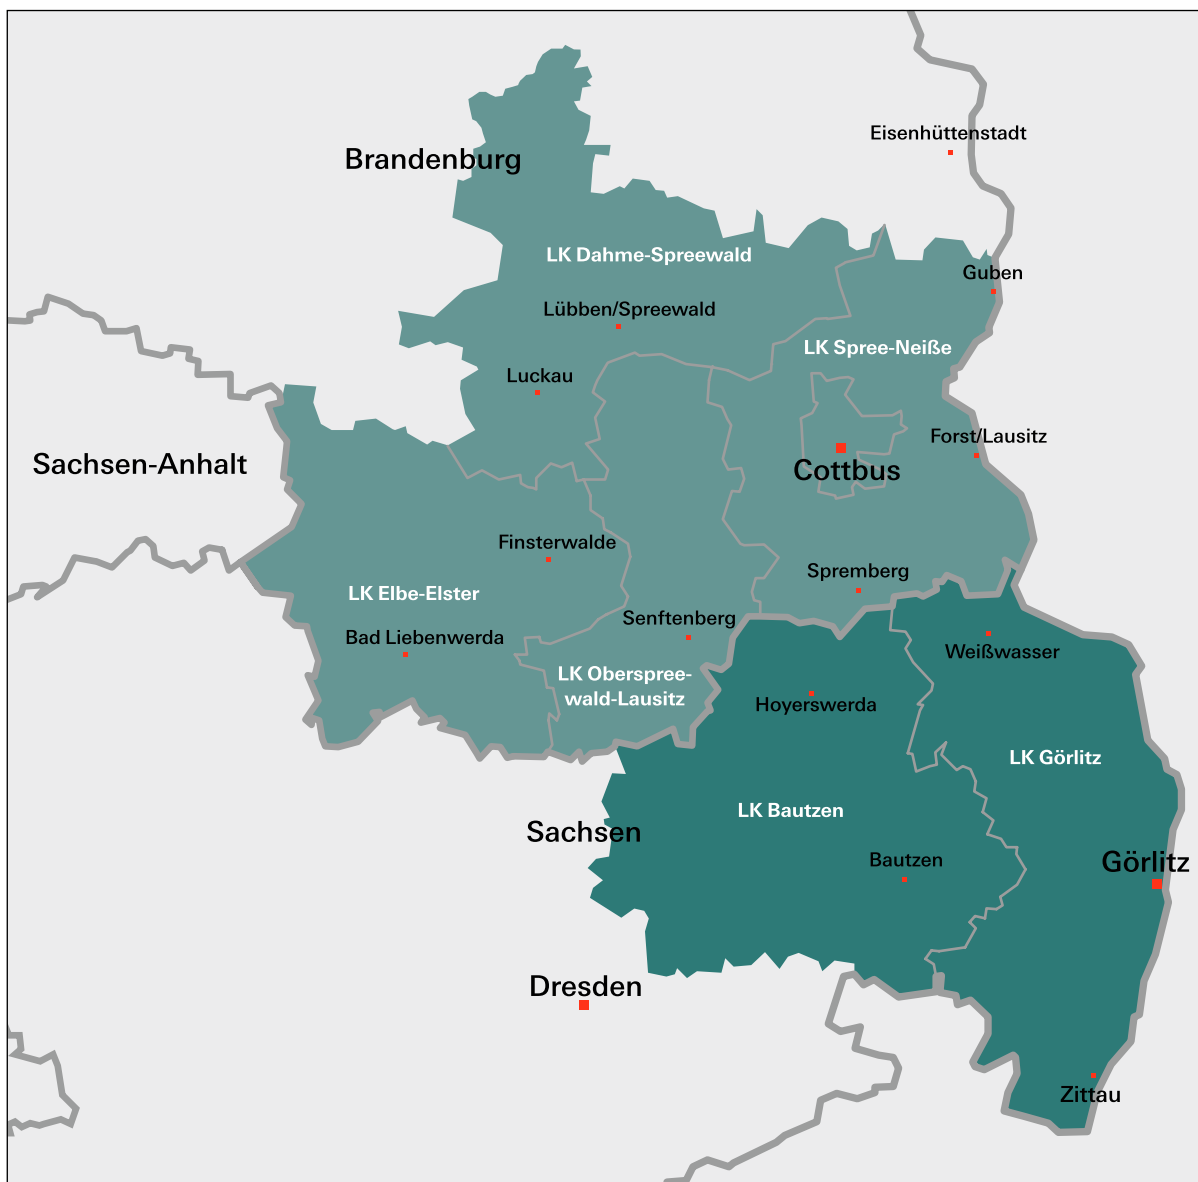 Eisenhüttenstadt
Brandenburg
LK Dahme-Spreewald
Guben
Lübben/Spreewald
LK Spree-Neiße
Luckau
Forst/Lausitz
Sachsen-Anhalt
Cottbus
Finsterwalde
Spremberg
LK Elbe-Elster
Senftenberg
Bad Liebenwerda
Weißwasser
LK Oberspree-
wald-Lausitz
Hoyerswerda
LK Görlitz
LK Bautzen
Sachsen
Bautzen
Görlitz
Dresden
Zittau